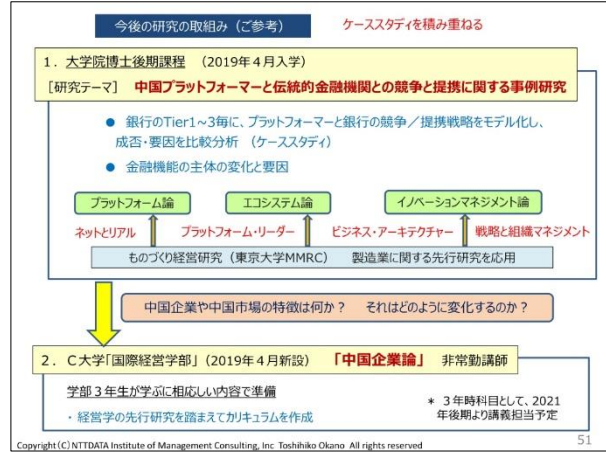 今後の研究の取組み（ご参考）
ケーススタディを積み重ねる
１．大学院博士後期課程 （2019年４月入学）
［研究テーマ］ 中国プラットフォーマーと伝統的金融機関との競争と提携に関する事例研究
● 銀行のTier1~3毎に、プラットフォーマーと銀行の競争／提携戦略をモデル化し、
成否・要因を比較分析 （ケーススタディ）
● 金融機能の主体の変化と要因
プラットフォーム論 エコシステム論 イノベーションマネジメント論
ネットとリアル プラットフォーム・リーダー ビジネス・アーキテクチャー 戦略と組織マネジメント
ものづくり経営研究（東京大学MMRC） 製造業に関する先行研究を応用
中国企業や中国市場の特徴は何か？ それはどのように変化するのか？
２．Ｃ大学「国際経営学部」（2019年４月新設） 「中国企業論」 非常勤講師
学部３年生が学ぶに相応しい内容で準備
・経営学の先行研究を踏まえてカリキュラムを作成
＊ ３年時科目として、2021
年後期より講義担当予定
Copyright（C）NTTDATA Institute of Management Consulting, Inc Toshihiko Okano All rights reserved
51